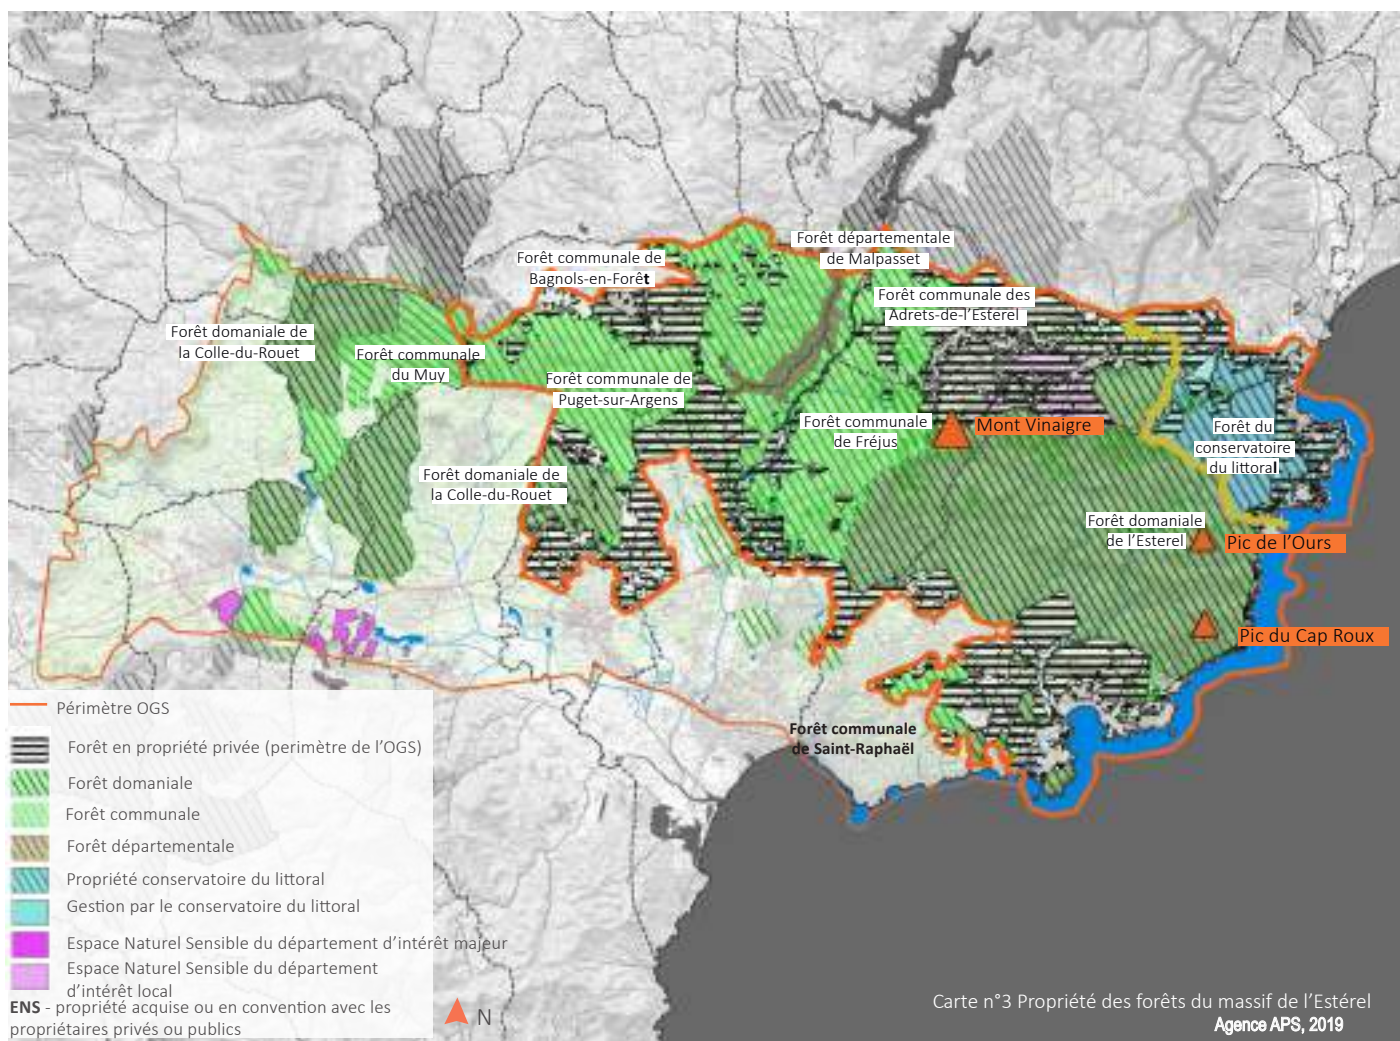 Forêt départementale
de Malpasset
Forêt communale de
Bagnols-en-Forêt
Forêt communale des
Adrets-de-l'Esterel
Forêt domaniale de
la Colle-du-Rouet
Forêt communale
du Muy
Forêt communale de
Puget-sur-Argens
Forêt communale
de Fréjus
Mont Vinaigre
Forêt du
conservatoire
du littoral
Forêt domaniale de
la Colle-du-Rouet
Forêt domaniale
de l'Esterel
Pic de l'Ours
Pic du Cap Roux
Forêt communale
de Saint-Raphaël
Périmètre OGS
Forêt en propriété privée (perimètre de l'OGS)
Forêt domaniale
Forêt communale
Forêt départementale
Propriété conservatoire du littoral
Gestion par le conservatoire du littoral
Espace Naturel Sensible du département d'intérêt majeur
Espace Naturel Sensible du département
d'intérêt local
ENS - propriété acquise ou en convention avec les
propriétaires privés ou publics
N
Carte n°3 Propriété des forêts du massif de l'Estérel
Agence APS, 2019